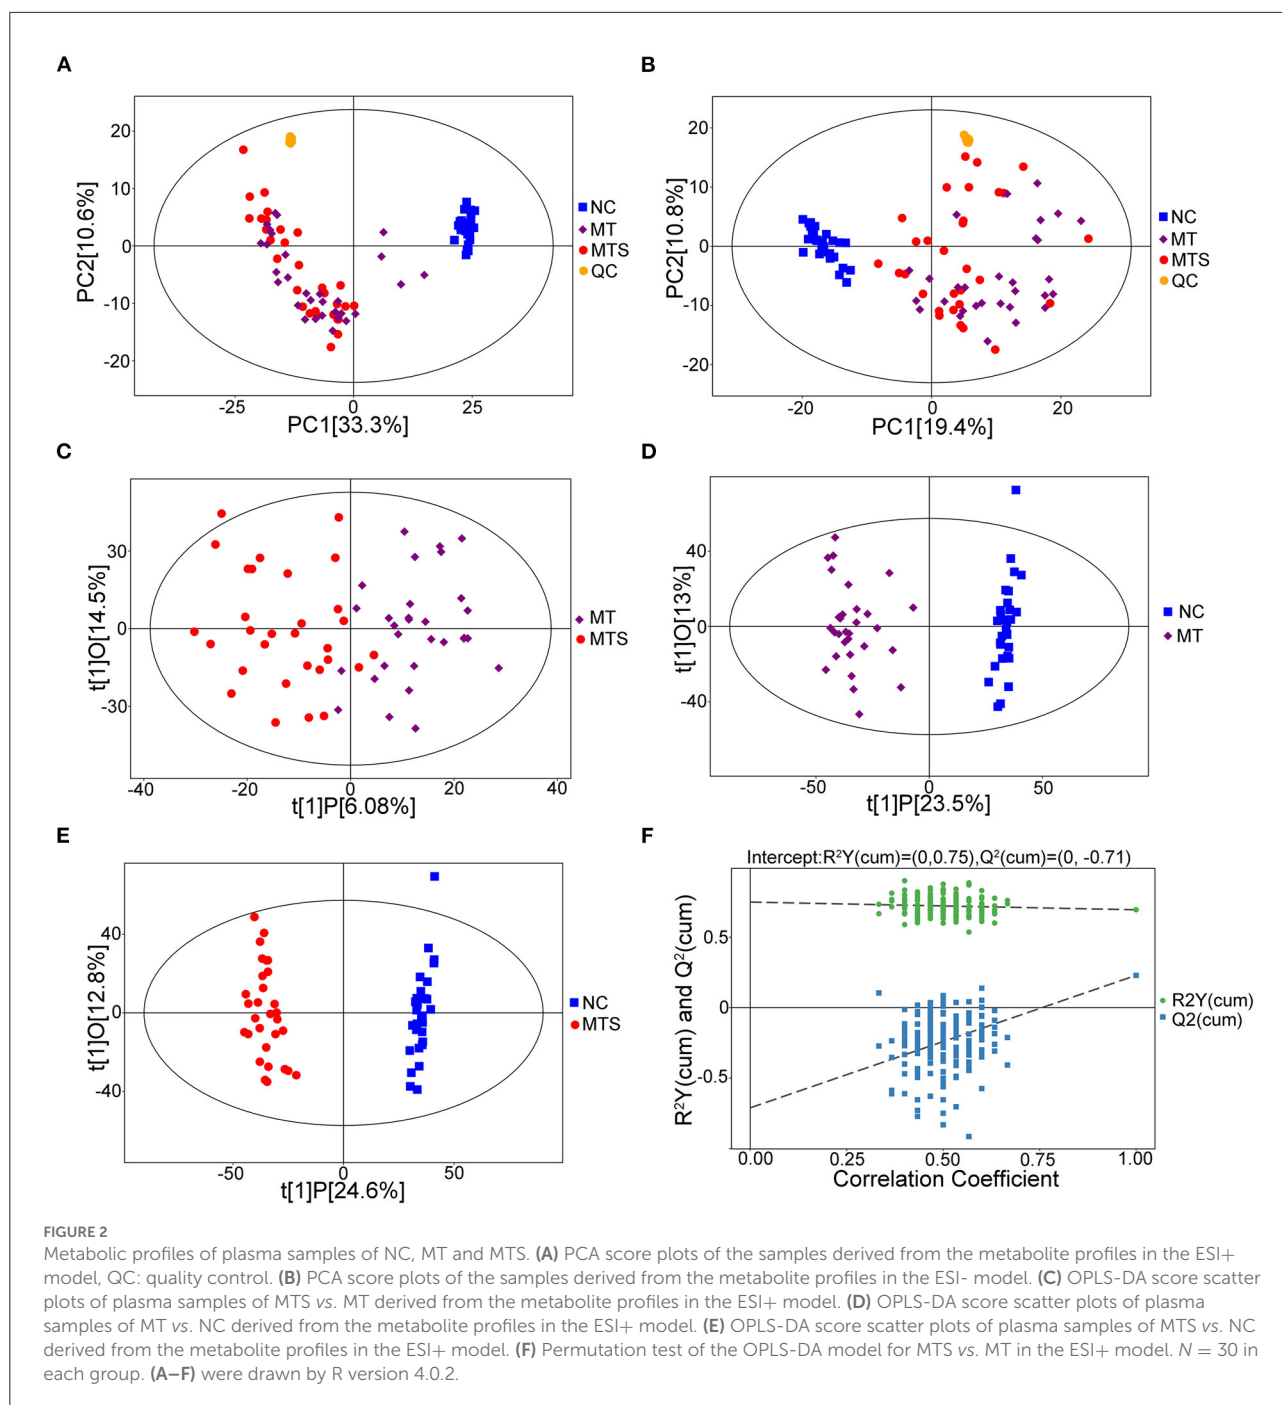 A
20
10
0
-10
-20
-25
0
25
PC2[10.6%]
PC1[33.3%]
NC
MT
MTS
QC
B
20
10
0
-10
-20
-20
0
20
PC2[10.8%]
PC1[19.4%]
NC
MT
MTS
QC
C
30
0
-30
-40
-20
0
20
40
t[1]O[14.5%]
t[1]P[6.08%]
MT
MTS
D
40
0
-40
-50
0
50
t[1]O[13%]
t[1]P[23.5%]
NC
MT
E
40
0
-40
-50
0
50
t[1]O[12.8%]
t[1]P[24.6%]
NC
MTS
F
Intercept:R²Y(cum)=(0,0.75),Q²(cum)=(0, -0.71)
0.5
0
-0.5
0.00
0.25
0.50
0.75
1.00
R²Y(cum) and Q²(cum)
Correlation Coefficient
R2Y(cum)
Q2(cum)
FIGURE 2
Metabolic profiles of plasma samples of NC, MT and MTS. (A) PCA score plots of the samples derived from the metabolite profiles in the ESI+
model, QC: quality control. (B) PCA score plots of the samples derived from the metabolite profiles in the ESI- model. (C) OPLS-DA score scatter
plots of plasma samples of MTS vs. MT derived from the metabolite profiles in the ESI+ model. (D) OPLS-DA score scatter plots of plasma
samples of MT vs. NC derived from the metabolite profiles in the ESI+ model. (E) OPLS-DA score scatter plots of plasma samples of MTS vs. NC
derived from the metabolite profiles in the ESI+ model. (F) Permutation test of the OPLS-DA model for MTS vs. MT in the ESI+ model. N = 30 in
each group. (A–F) were drawn by R version 4.0.2.